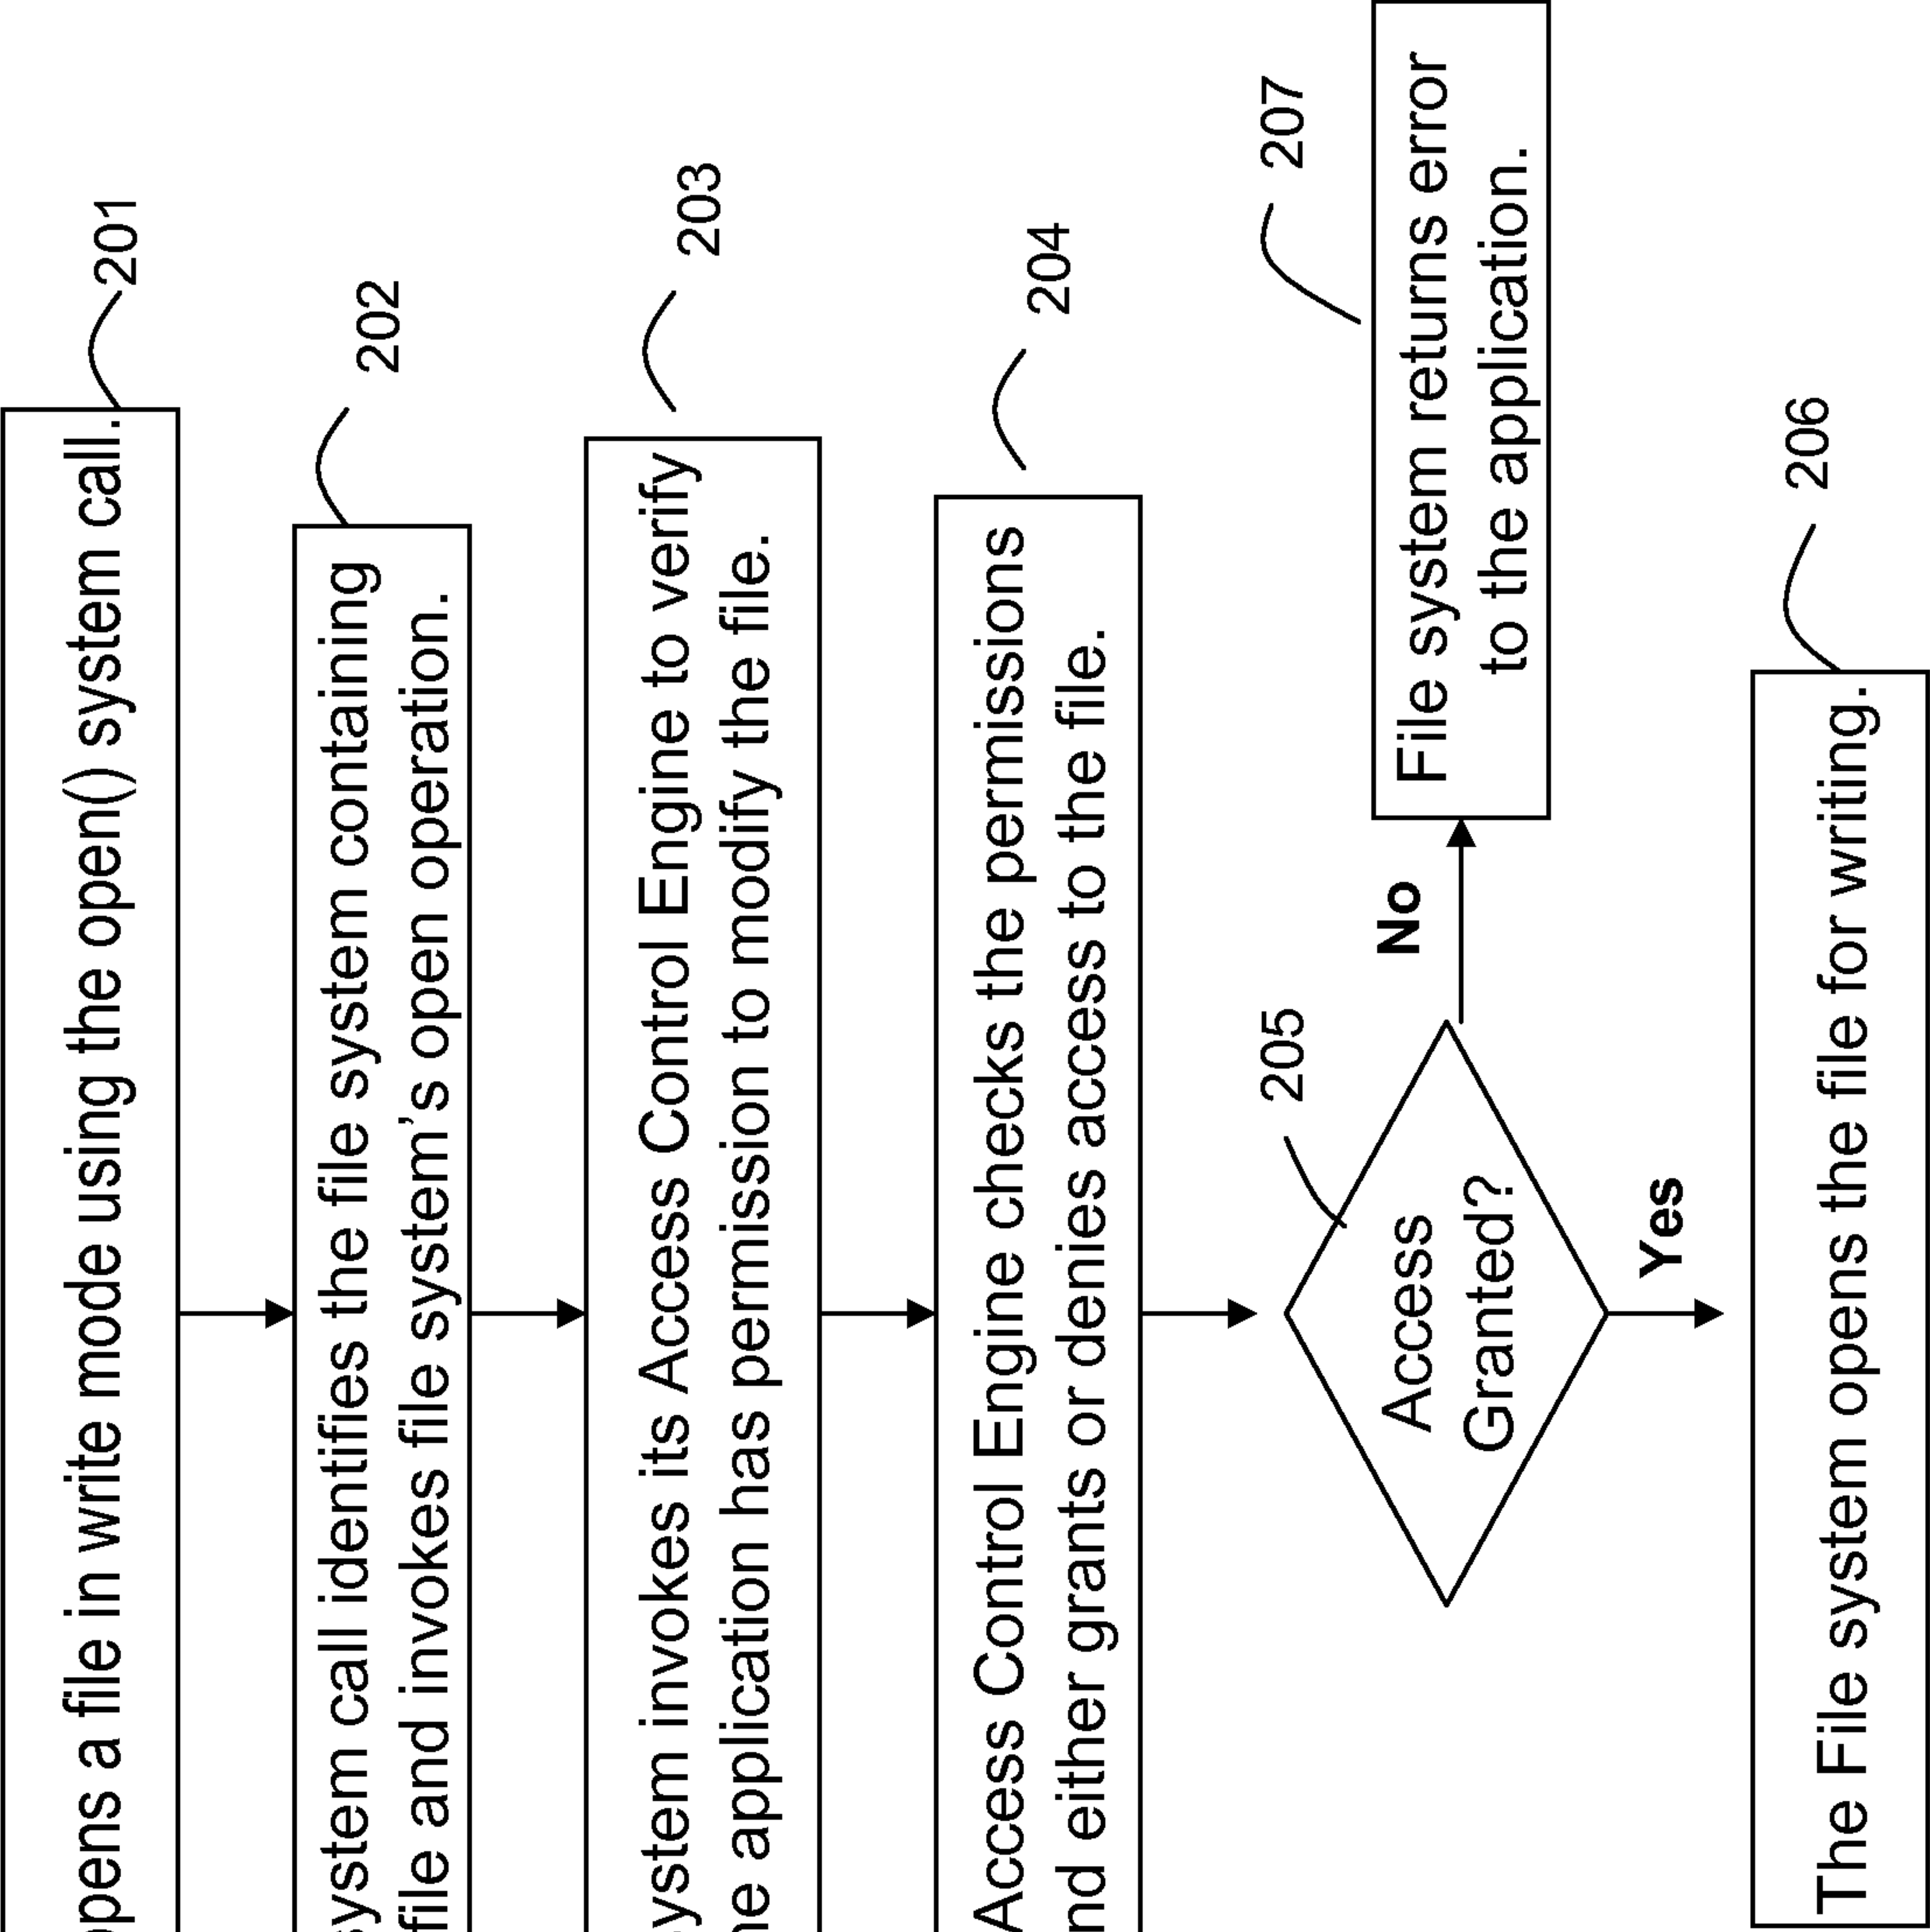 pens a file in write mode using the open() system call.
201
ystem call identifies the file system containing
file and invokes file system’s open operation.
202
ystem invokes its Access Control Engine to verify
he application has permission to modify the file.
203
Access Control Engine checks the permissions
nd either grants or denies access to the file.
204
Access
Granted?
205
No
File system returns error
to the application.
207
Yes
The File system opens the file for writing.
206